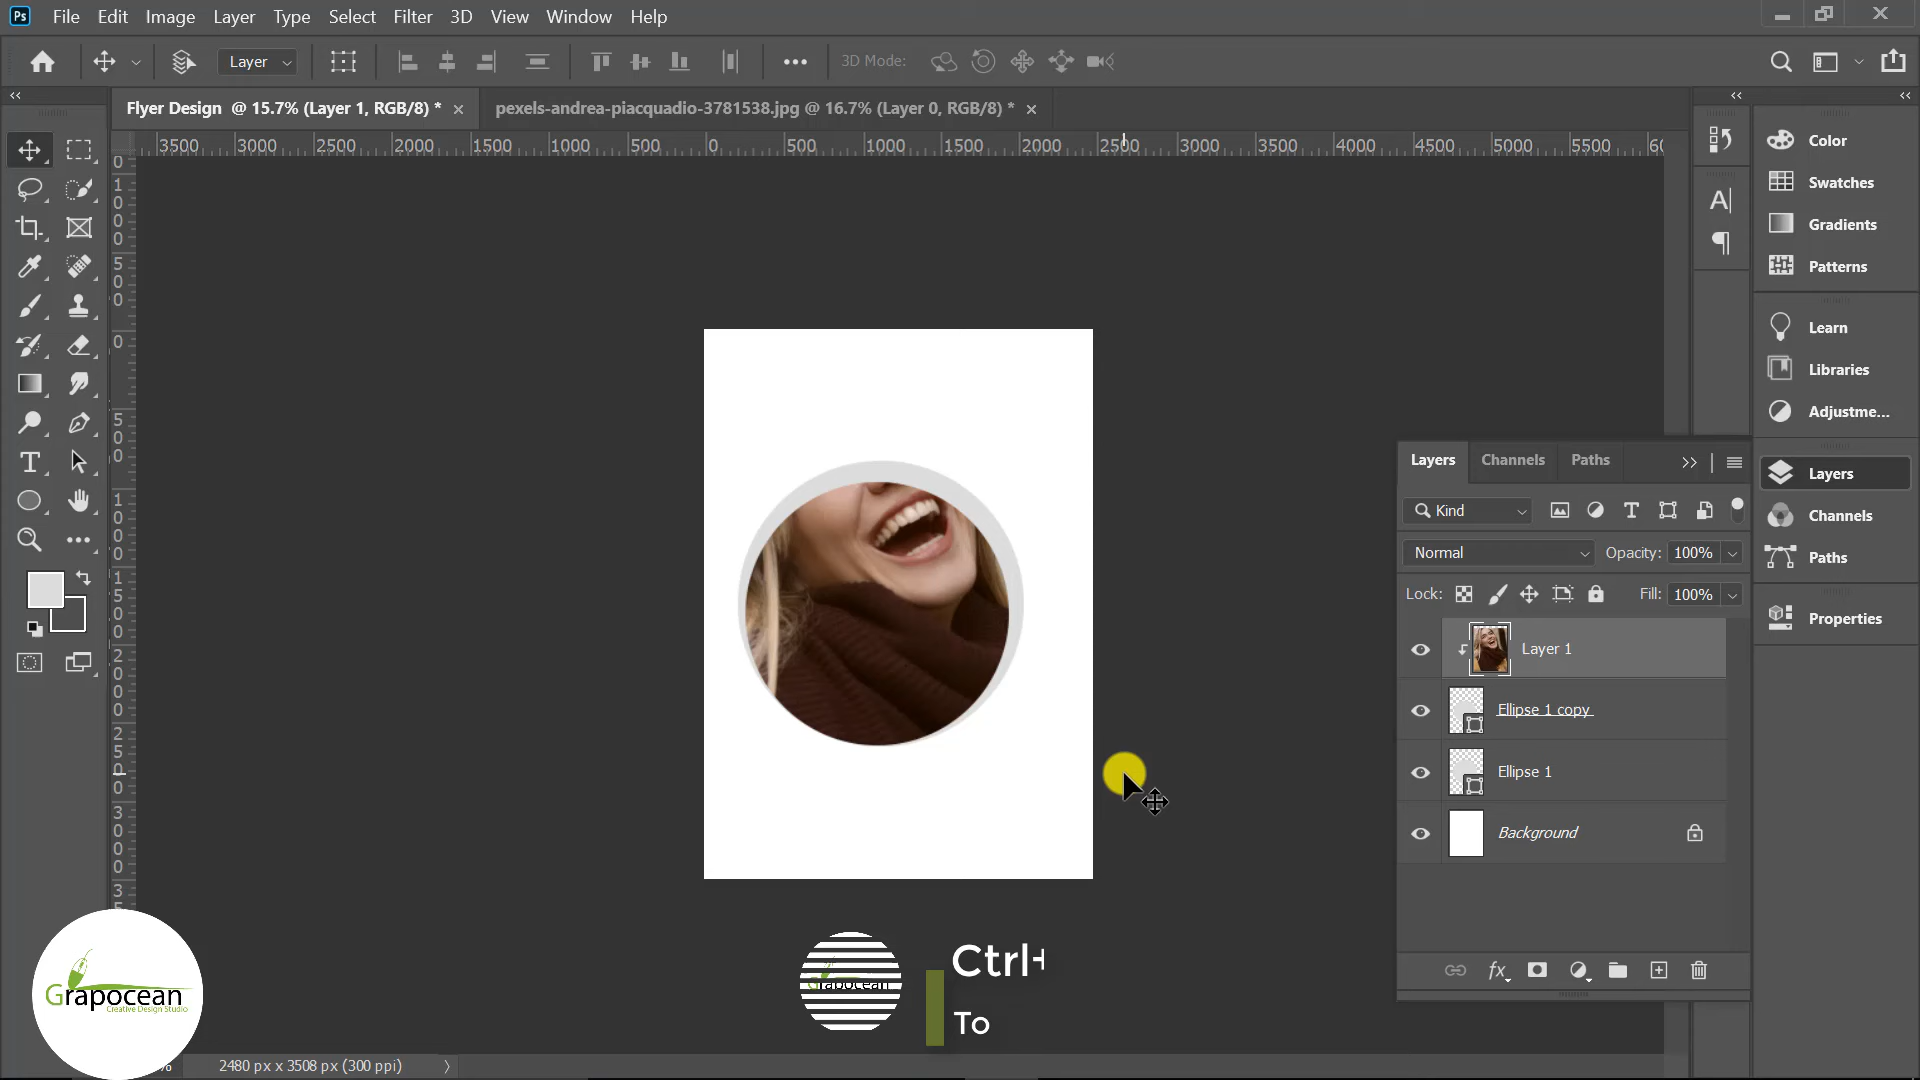 Ps File Edit Image Layer Type Select Filter 3D View Window Help
Layer 3D Mode:
Flyer Design @ 15.7% (Layer 1, RGB/8) * ×
pexels-andrea-piacquadio-3781538.jpg @ 16.7% (Layer 0, RGB/8) * ×
3500 3000 2500 2000 1500 1000 500 0 500 1000 1500 2000 2500 3000 3500 4000 4500 5000 5500
Color
Swatches
Gradients
Patterns
Learn
Libraries
Adjustme...
Layers
Channels
Paths
Properties
Layers Channels Paths
Kind
Normal Opacity: 100%
Lock: Fill: 100%
Layer 1
Ellipse 1 copy
Ellipse 1
Background
Grapocean
Creative Design Studio
Ctrl+
To
2480 px x 3508 px (300 ppi)